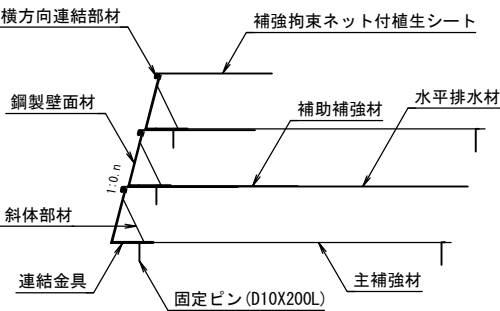 横方向連結部材
補強拘束ネット付植生シート
鋼製壁面材
補助補強材
水平排水材
1:0.n
斜体部材
連結金具
主補強材
固定ピン(D10X200L)